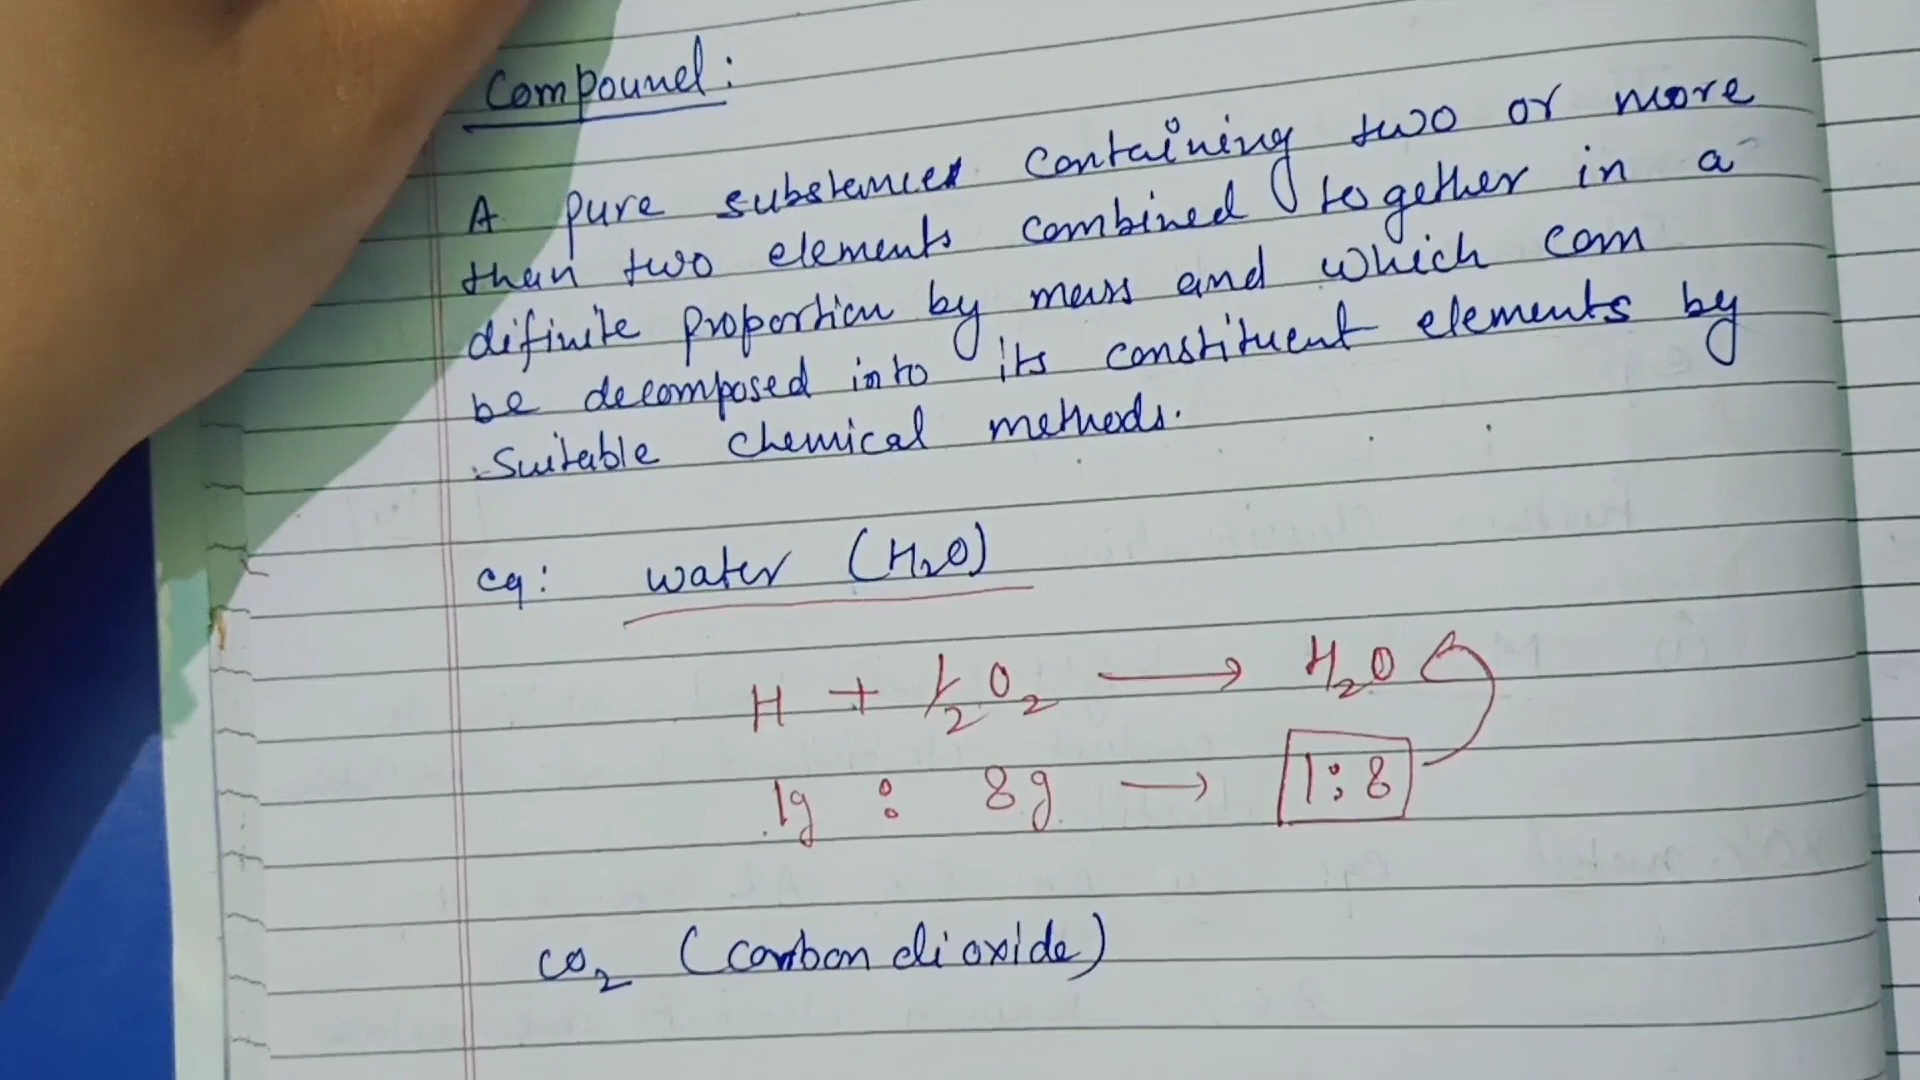 Compound:
A pure substance containing two or more
than two elements combined together in a
difinite proportion by mass and which can
be decomposed into its constituent elements by
suitable chemical methods.
eg: water (H₂O)
H + 1/2 O₂ → H₂O
1g : 8g → 1:8
CO₂ (carbon dioxide)